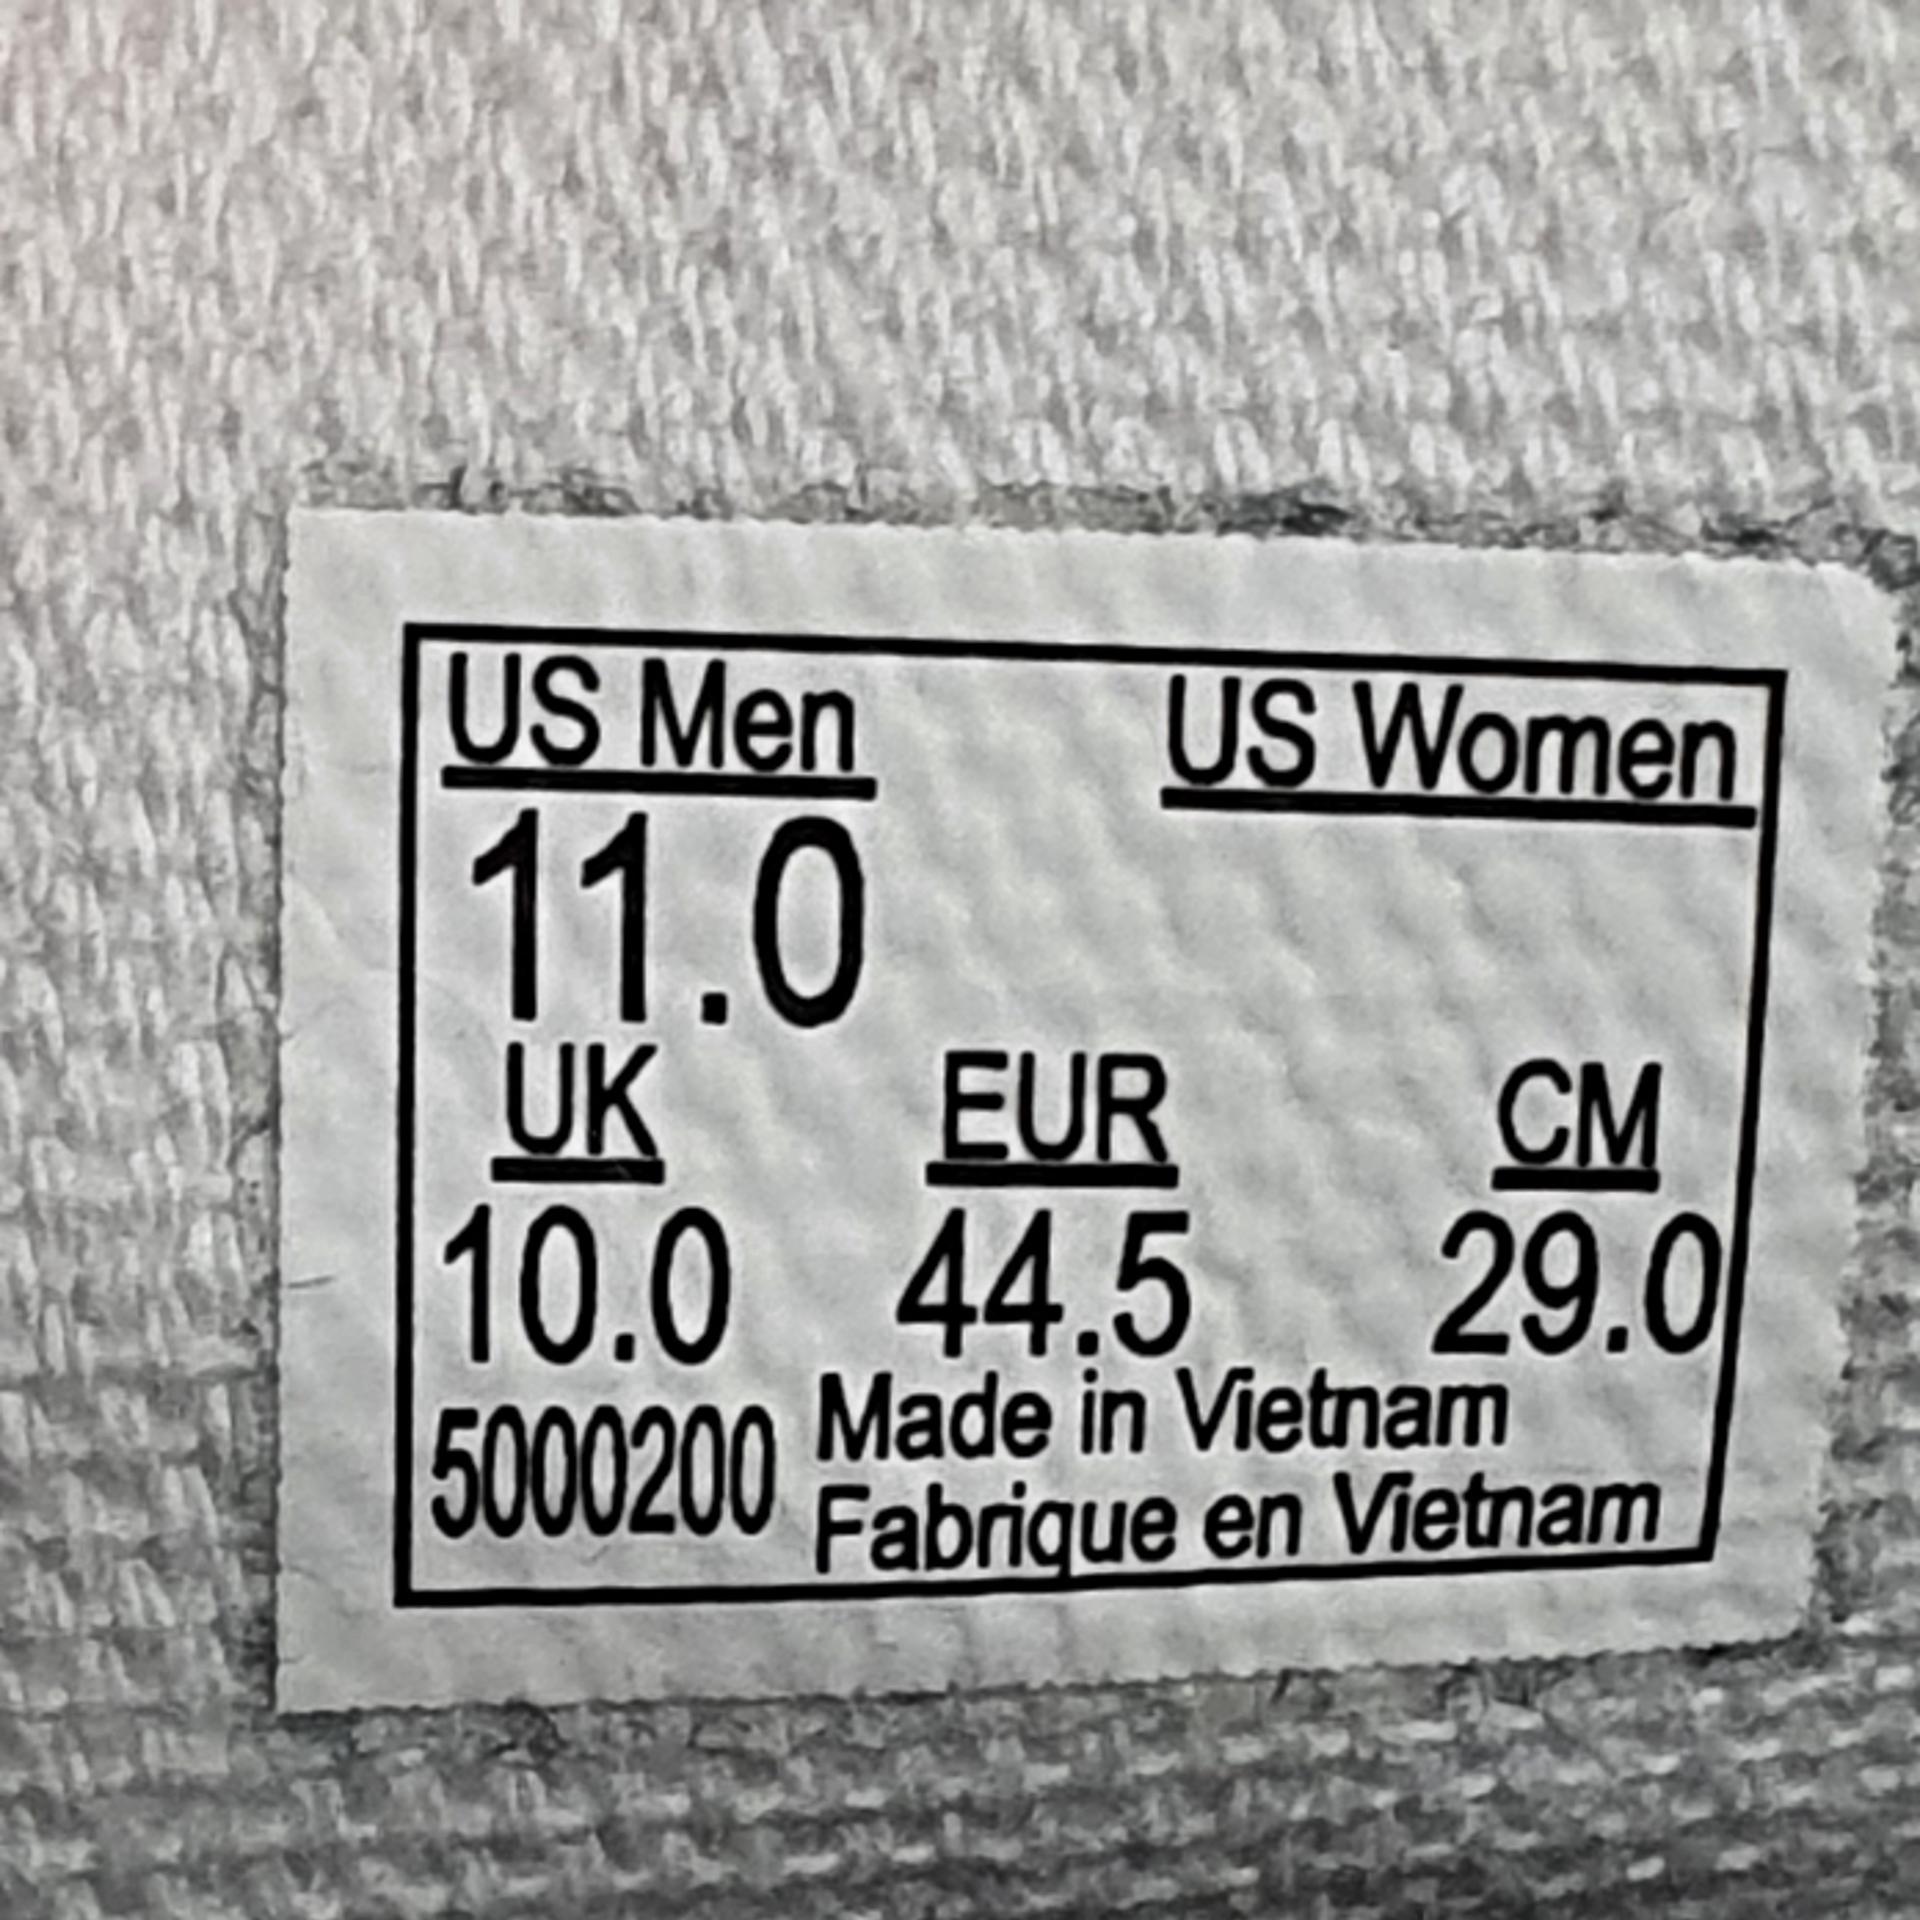 US Men US Women
11.0
UK EUR CM
10.0 44.5 29.0
5000200 Made in Vietnam
Fabrique en Vietnam